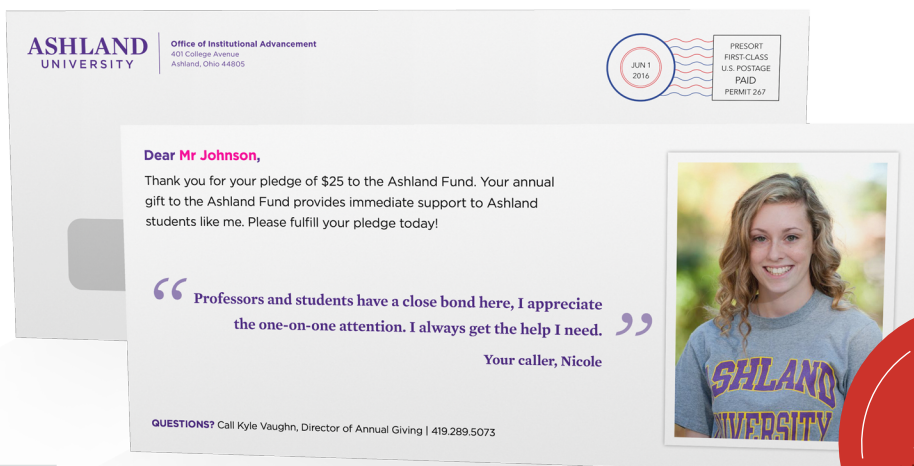 ASHLAND
UNIVERSITY
Office of Institutional Advancement
401 College Avenue
Ashland, Ohio 44805
JUN 1
2016
PRESORT
FIRST-CLASS
U.S. POSTAGE
PAID
PERMIT 267
Dear Mr Johnson,
Thank you for your pledge of $25 to the Ashland Fund. Your annual
gift to the Ashland Fund provides immediate support to Ashland
students like me. Please fulfill your pledge today!
“Professors and students have a close bond here, I appreciate
the one-on-one attention. I always get the help I need.”
Your caller, Nicole
QUESTIONS? Call Kyle Vaughn, Director of Annual Giving | 419.289.5073
SHLAND
IVERSITY